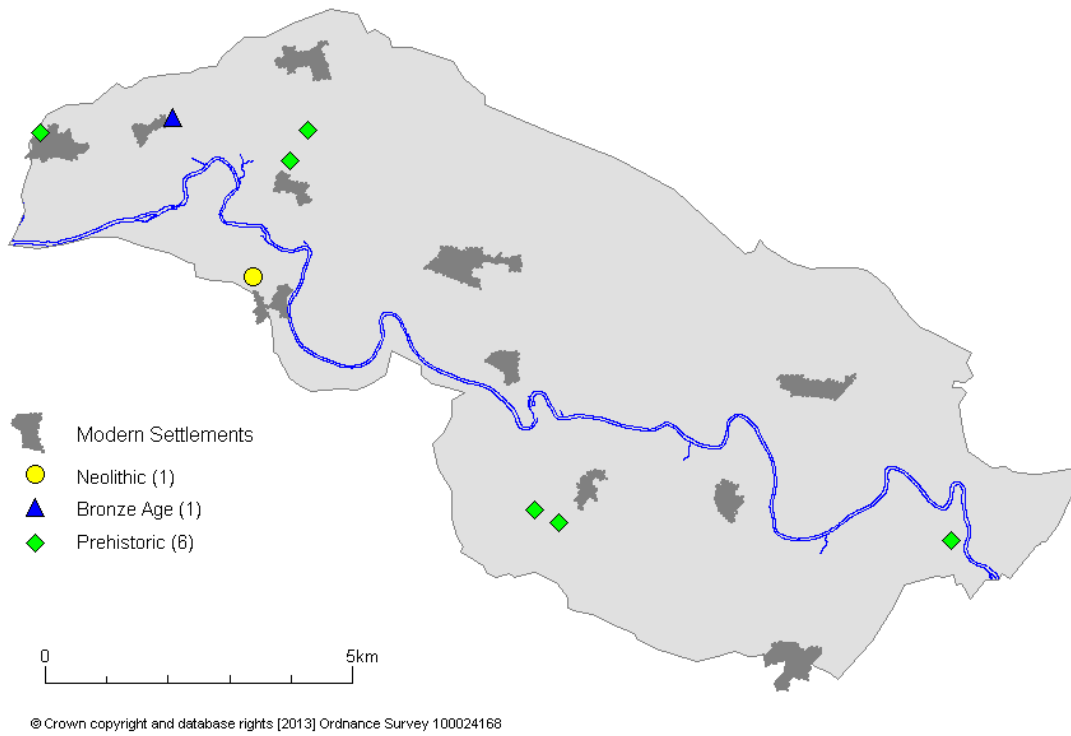 Modern Settlements
Neolithic (1)
Bronze Age (1)
Prehistoric (6)
0 5km
© Crown copyright and database rights [2013] Ordnance Survey 100024168